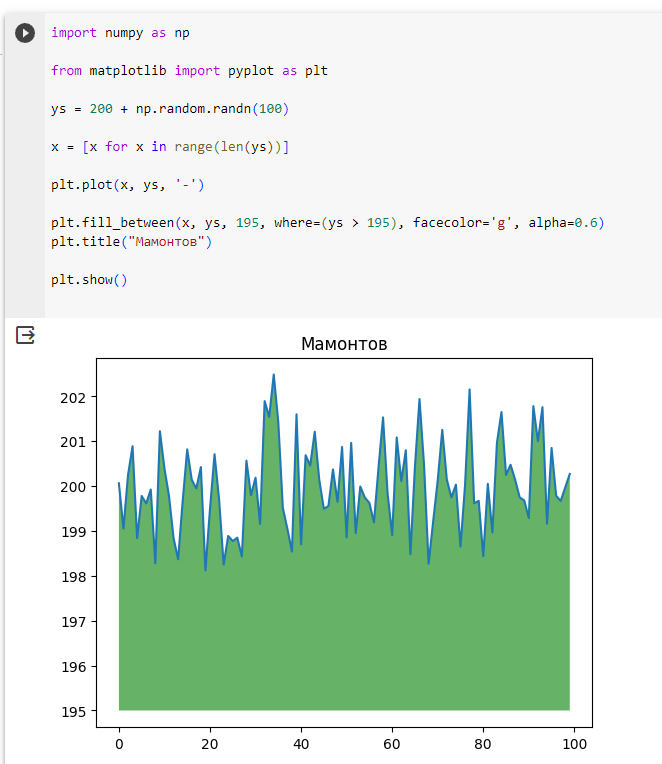 import numpy as np
from matplotlib import pyplot as plt
ys = 200 + np.random.randn(100)
x = [x for x in range(len(ys))]
plt.plot(x, ys, '-')
plt.fill_between(x, ys, 195, where=(ys > 195), facecolor='g', alpha=0.6)
plt.title("Мамонтов")
plt.show()
Мамонтов
202
201
200
199
198
197
196
195
0 20 40 60 80 100